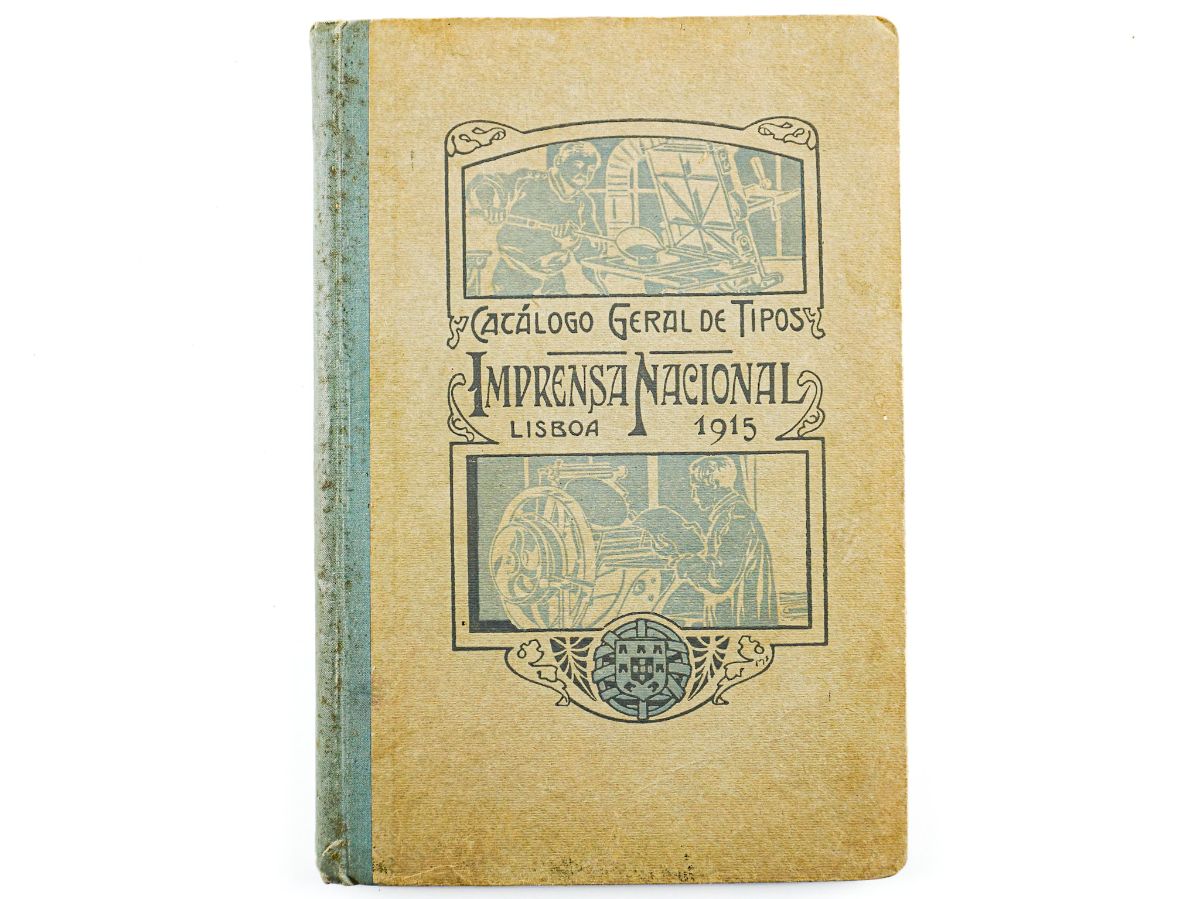 CATÁLOGO GERAL DE TIPOS
IMPRENSA NACIONAL
LISBOA 1915